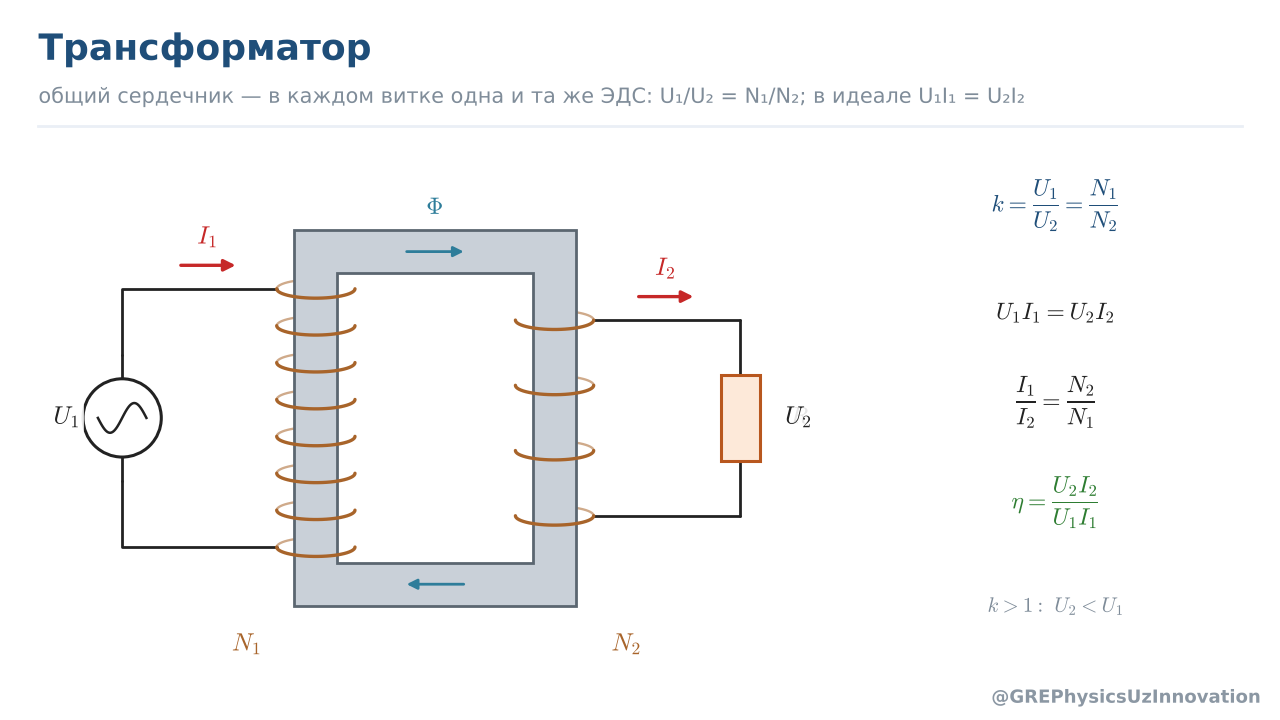 Трансформатор
общий сердечник — в каждом витке одна и та же ЭДС: U₁/U₂ = N₁/N₂; в идеале U₁I₁ = U₂I₂
Φ
I₁
I₂
U₁
U₂
N₁
N₂
k = U₁/U₂ = N₁/N₂
U₁I₁ = U₂I₂
I₁/I₂ = N₂/N₁
η = U₂I₂/U₁I₁
k > 1 : U₂ < U₁
@GREPhysicsUzInnovation